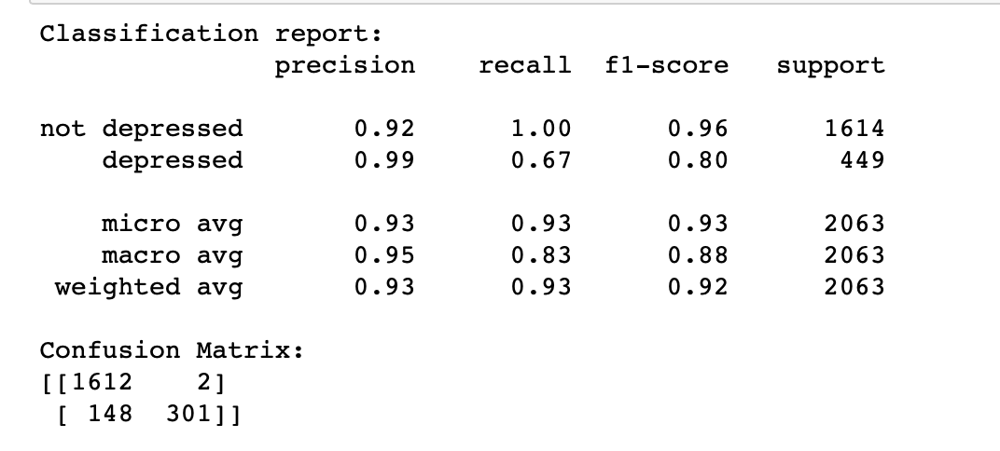 Classification report:
precision recall f1-score support
not depressed 0.92 1.00 0.96 1614
depressed 0.99 0.67 0.80 449
micro avg 0.93 0.93 0.93 2063
macro avg 0.95 0.83 0.88 2063
weighted avg 0.93 0.93 0.92 2063
Confusion Matrix:
[[1612 2]
[ 148 301]]